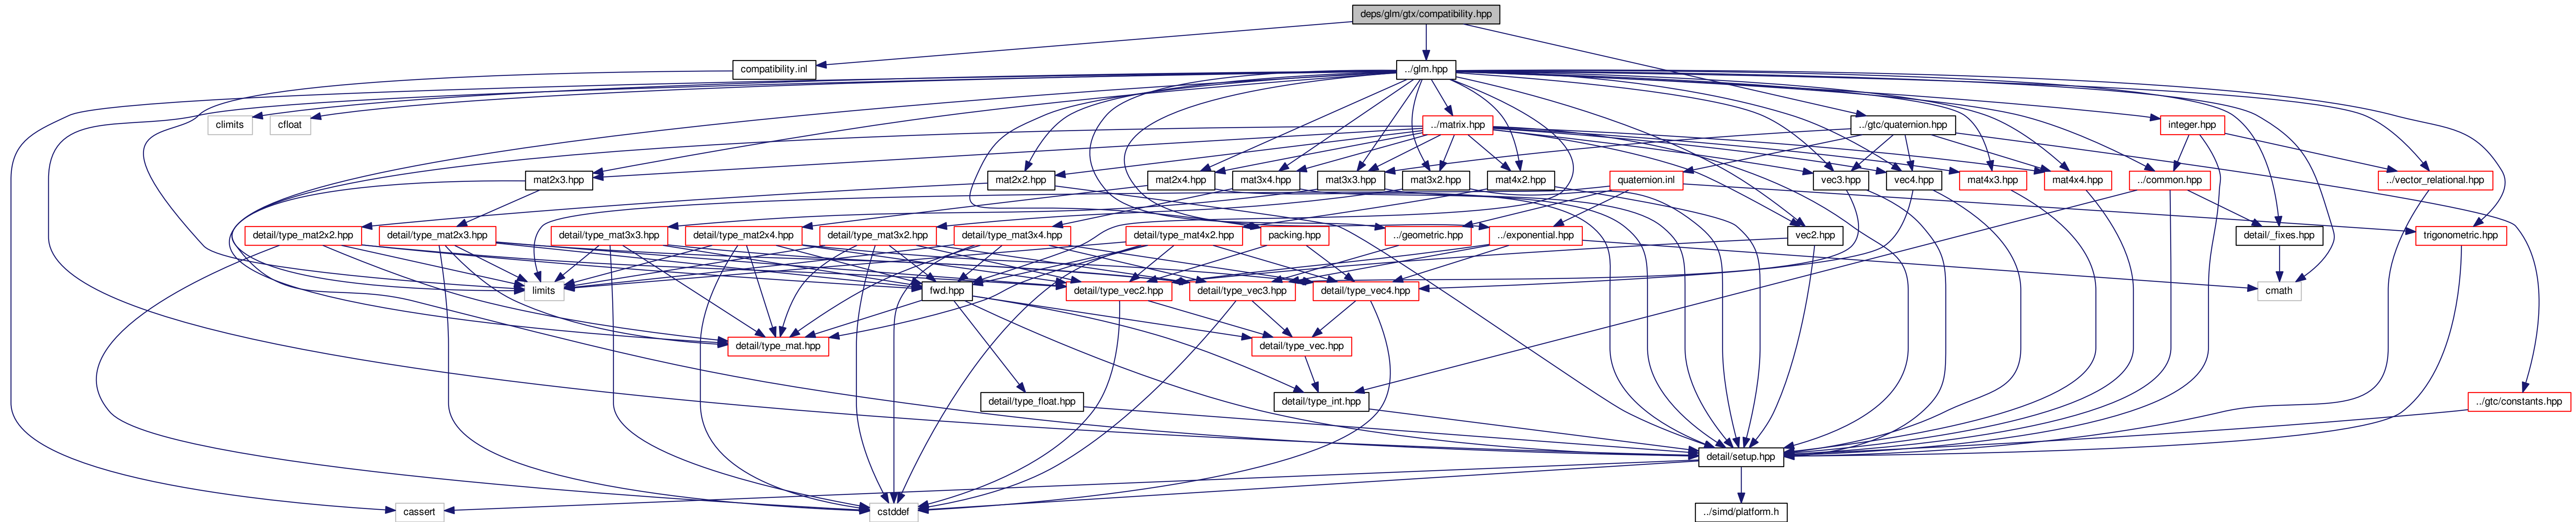 deps/glm/gtx/compatibility.hpp
compatibility.inl
../glm.hpp
climits
cfloat
../matrix.hpp
../gtc/quaternion.hpp
integer.hpp
mat2x3.hpp
mat2x2.hpp
mat2x4.hpp
mat3x4.hpp
mat3x3.hpp
mat3x2.hpp
mat4x2.hpp
quaternion.inl
vec3.hpp
vec4.hpp
mat4x3.hpp
mat4x4.hpp
../common.hpp
../vector_relational.hpp
detail/type_mat2x2.hpp
detail/type_mat2x3.hpp
detail/type_mat3x3.hpp
detail/type_mat2x4.hpp
detail/type_mat3x2.hpp
detail/type_mat3x4.hpp
detail/type_mat4x2.hpp
packing.hpp
../geometric.hpp
../exponential.hpp
vec2.hpp
detail/_fixes.hpp
trigonometric.hpp
limits
fwd.hpp
detail/type_vec2.hpp
detail/type_vec3.hpp
detail/type_vec4.hpp
cmath
detail/type_mat.hpp
detail/type_vec.hpp
detail/type_float.hpp
detail/type_int.hpp
../gtc/constants.hpp
detail/setup.hpp
cassert
cstddef
../simd/platform.h